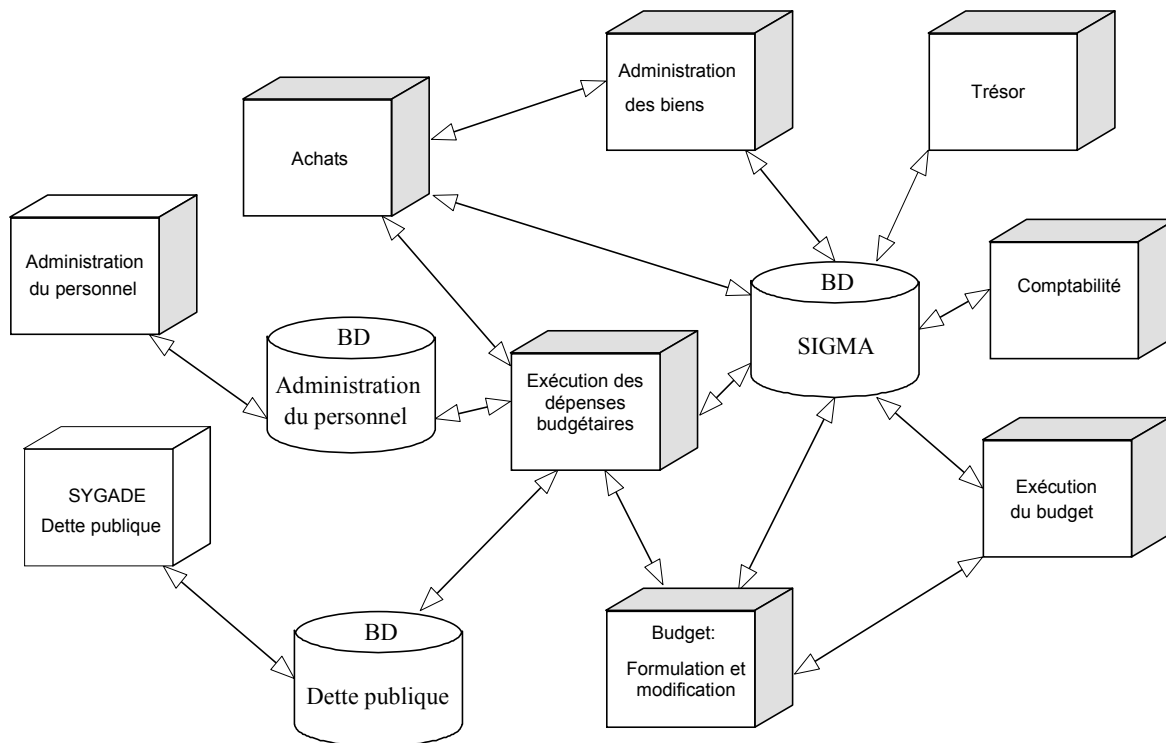 Administration
des biens
Trésor
Achats
Administration
du personnel
BD
SIGMA
Comptabilité
BD
Administration
du personnel
Exécution des
dépenses
budgétaires
SYGADE
Dette publique
Exécution
du budget
BD
Dette publique
Budget:
Formulation et
modification